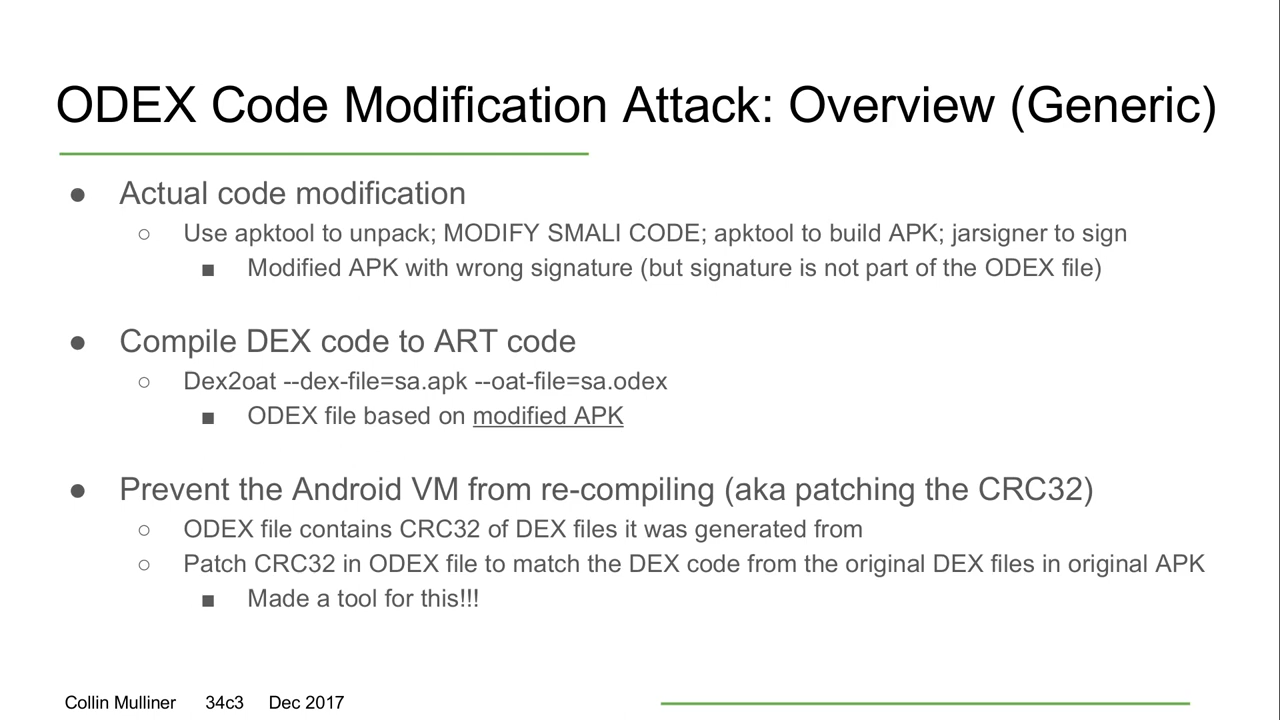 ODEX Code Modification Attack: Overview (Generic)
● Actual code modification
○ Use apktool to unpack; MODIFY SMALI CODE; apktool to build APK; jarsigner to sign
■ Modified APK with wrong signature (but signature is not part of the ODEX file)
● Compile DEX code to ART code
○ Dex2oat --dex-file=sa.apk --oat-file=sa.odex
■ ODEX file based on modified APK
● Prevent the Android VM from re-compiling (aka patching the CRC32)
○ ODEX file contains CRC32 of DEX files it was generated from
○ Patch CRC32 in ODEX file to match the DEX code from the original DEX files in original APK
■ Made a tool for this!!!
Collin Mulliner 34c3 Dec 2017